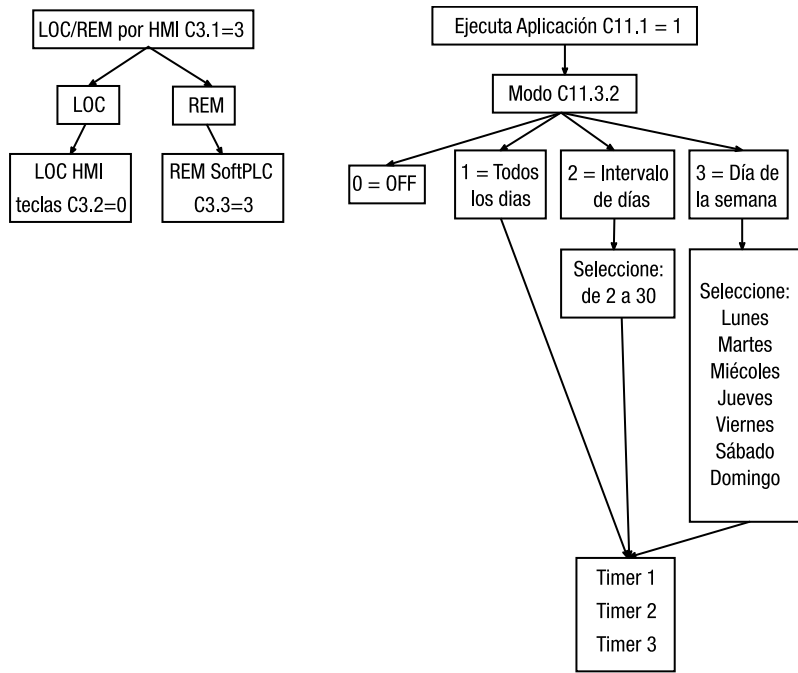 LOC/REM por HMI C3.1=3
LOC
REM
LOC HMI
teclas C3.2=0
REM SoftPLC
C3.3=3
Ejecuta Aplicación C11.1 = 1
Modo C11.3.2
0 = OFF
1 = Todos
los dias
2 = Intervalo
de días
3 = Día de
la semana
Seleccione:
de 2 a 30
Seleccione:
Lunes
Martes
Miécoles
Jueves
Viernes
Sábado
Domingo
Timer 1
Timer 2
Timer 3